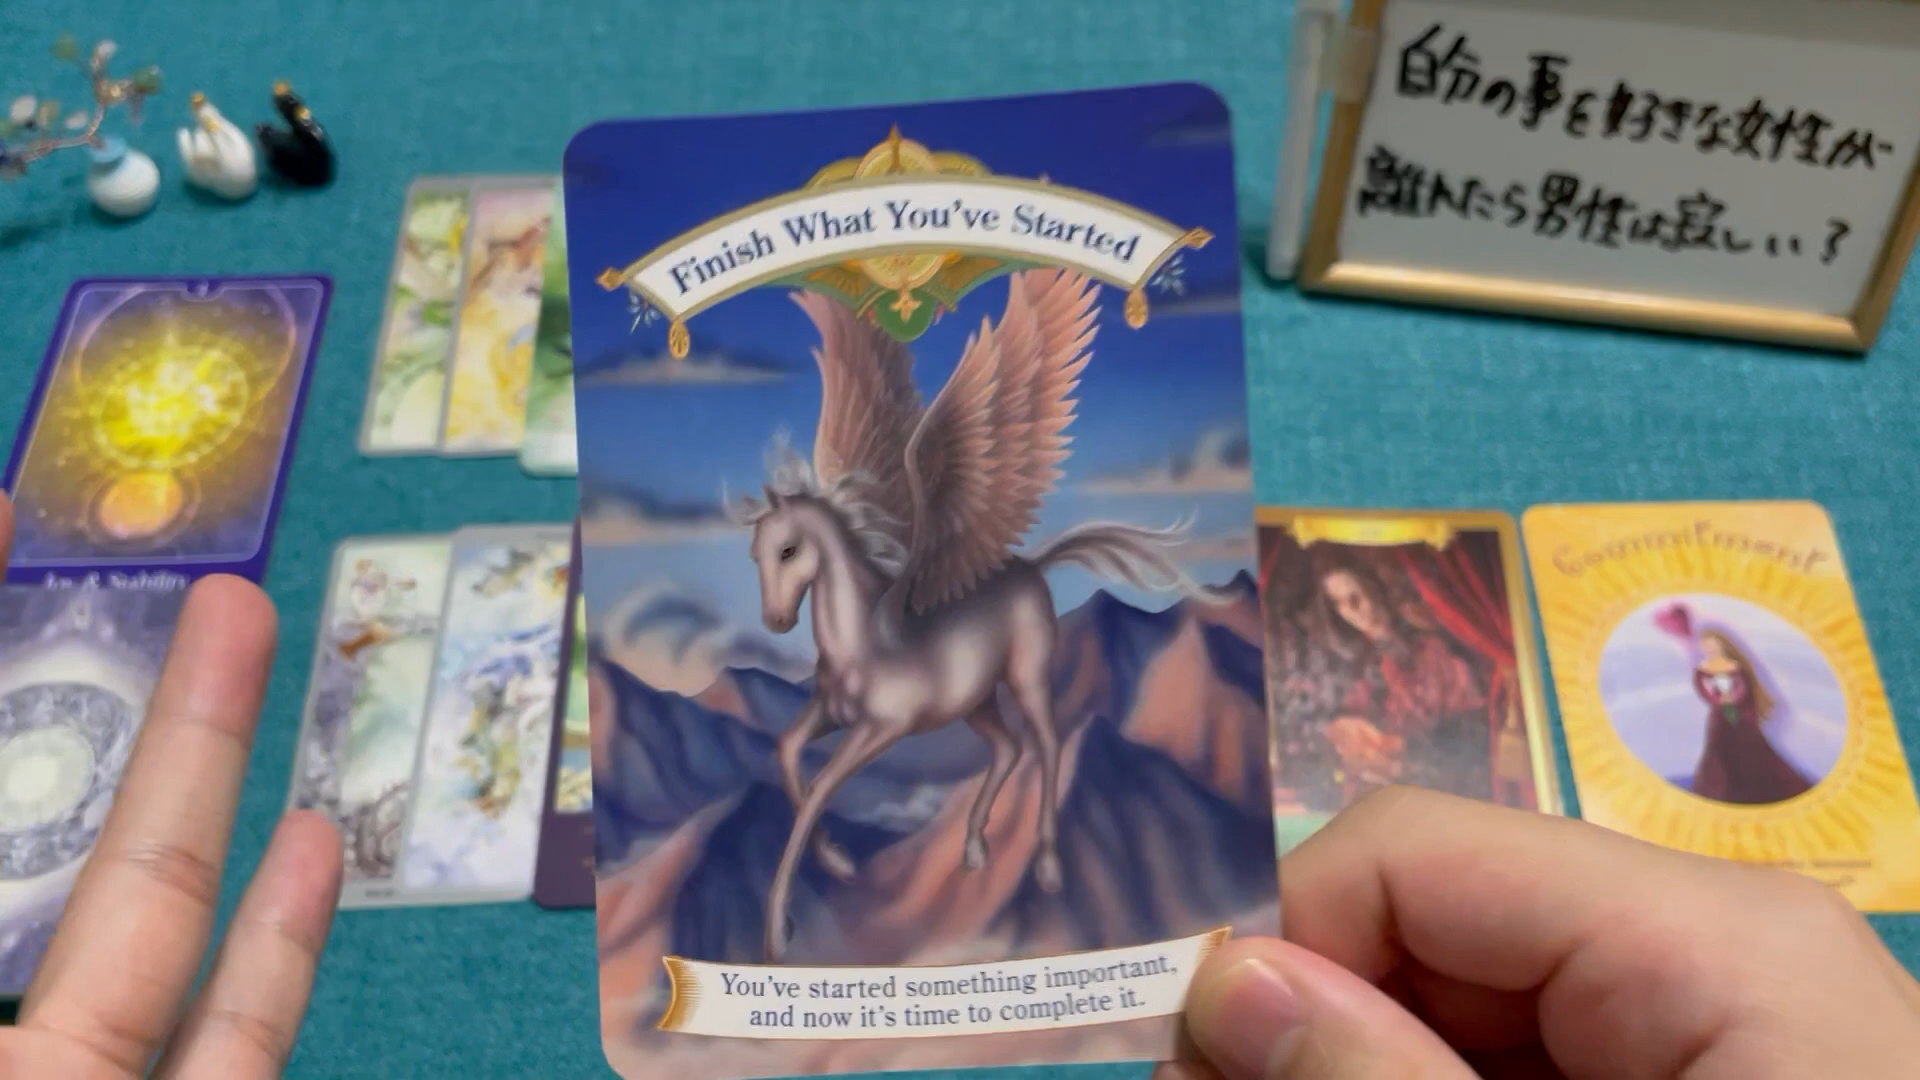 自分の事を好きな女性が
離れたら男性は寂しい?
Finish What You've Started
You've started something important,
and now it's time to complete it.
Commitment